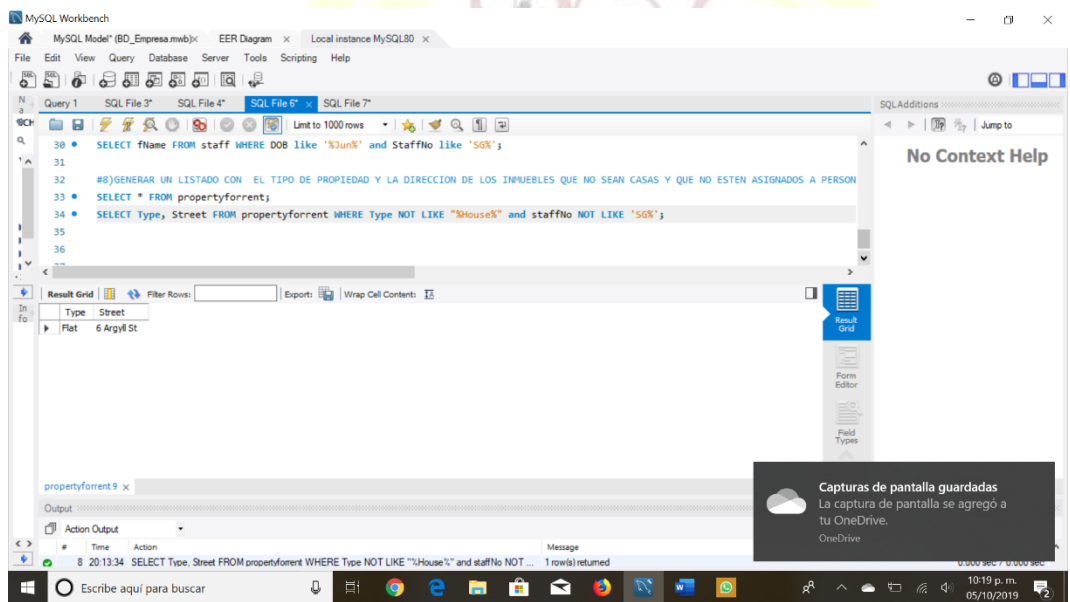 MySQL Workbench
MySQL Model* (BD_Empresa.mwb)× EER Diagram × Local instance MySQL80 ×
File Edit View Query Database Server Tools Scripting Help
Query 1 SQL File 3* SQL File 4* SQL File 6* × SQL File 7*
SQLAdditions
Limit to 1000 rows
Jump to
No Context Help
30 SELECT fName FROM staff WHERE DOB like '%Jun%' and StaffNo like 'SG%';
31
32 #8)GENERAR UN LISTADO CON EL TIPO DE PROPIEDAD Y LA DIRECCION DE LOS INMUEBLES QUE NO SEAN CASAS Y QUE NO ESTEN ASIGNADOS A PERSON
33 SELECT * FROM propertyforrent;
34 SELECT Type, Street FROM propertyforrent WHERE Type NOT LIKE "%House%" and staffNo NOT LIKE 'SG%';
35
36
Result Grid Filter Rows: Export: Wrap Cell Content:
Type Street
Flat 6 Argyll St
Result Grid
Form Editor
Field Types
propertyforrent 9 ×
Output
Action Output
# Time Action Message
8 20:13:34 SELECT Type, Street FROM propertyforrent WHERE Type NOT LIKE "%House%" and staffNo NOT ... 1 row(s) returned
0.000 sec / 0.000 sec
Capturas de pantalla guardadas
La captura de pantalla se agregó a
tu OneDrive.
OneDrive
Escribe aquí para buscar
10:19 p. m.
05/10/2019